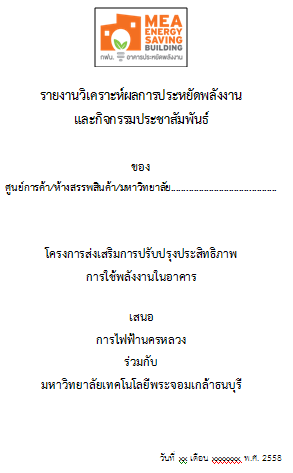 MEA
ENERGY
SAVING
BUILDING
กฟน. อาคารประหยัดพลังงาน
รายงานวิเคราะห์ผลการประหยัดพลังงาน
และกิจกรรมประชาสัมพันธ์
ของ
ศูนย์การค้า/ห้างสรรพสินค้า/มหาวิทยาลัย......................................
โครงการส่งเสริมการปรับปรุงประสิทธิภาพ
การใช้พลังงานในอาคาร
เสนอ
การไฟฟ้านครหลวง
ร่วมกับ
มหาวิทยาลัยเทคโนโลยีพระจอมเกล้าธนบุรี
วันที่ xx เดือน xxxxxxxx พ.ศ. 2558